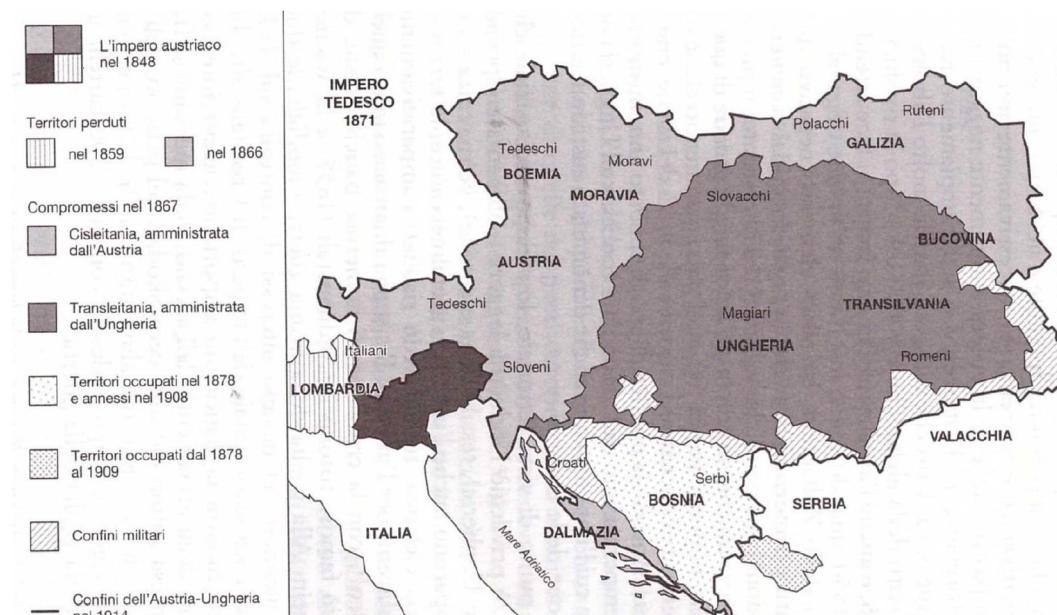 L'impero austriaco
nel 1848
Territori perduti
nel 1859
nel 1866
Compromessi nel 1867
Cisleitania, amministrata
dall'Austria
Transleitania, amministrata
dall'Ungheria
Territori occupati nel 1878
e annessi nel 1908
Territori occupati dal 1878
al 1909
Confini militari
Confini dell'Austria-Ungheria
nel 1914
IMPERO
TEDESCO
1871
Tedeschi
BOEMIA
Moravi
MORAVIA
Polacchi
Ruteni
GALIZIA
Slovacchi
BUCOVINA
AUSTRIA
Tedeschi
Magiari
UNGHERIA
TRANSILVANIA
Romeni
Italiani
LOMBARDIA
Sloveni
VALACCHIA
Croati
Serbi
BOSNIA
SERBIA
ITALIA
Mare Adriatico
DALMAZIA